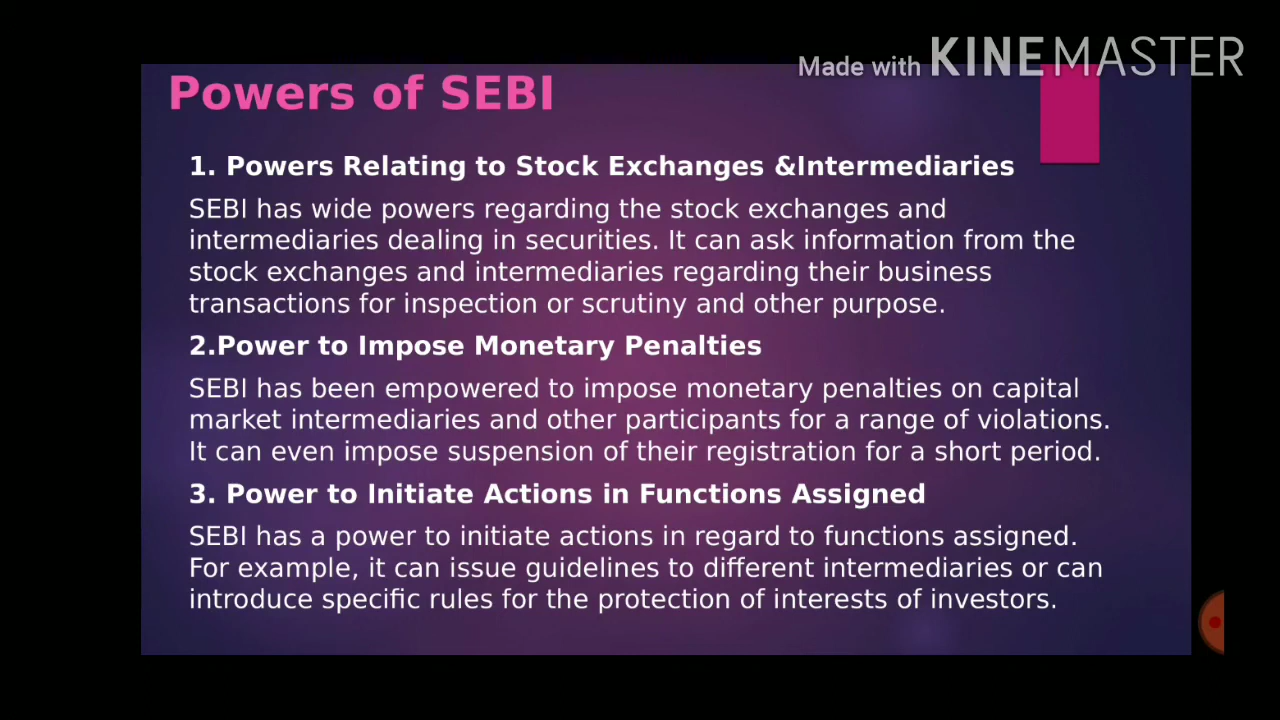 Made with KINEMASTER
Powers of SEBI
1. Powers Relating to Stock Exchanges &Intermediaries
SEBI has wide powers regarding the stock exchanges and
intermediaries dealing in securities. It can ask information from the
stock exchanges and intermediaries regarding their business
transactions for inspection or scrutiny and other purpose.
2.Power to Impose Monetary Penalties
SEBI has been empowered to impose monetary penalties on capital
market intermediaries and other participants for a range of violations.
It can even impose suspension of their registration for a short period.
3. Power to Initiate Actions in Functions Assigned
SEBI has a power to initiate actions in regard to functions assigned.
For example, it can issue guidelines to different intermediaries or can
introduce specific rules for the protection of interests of investors.